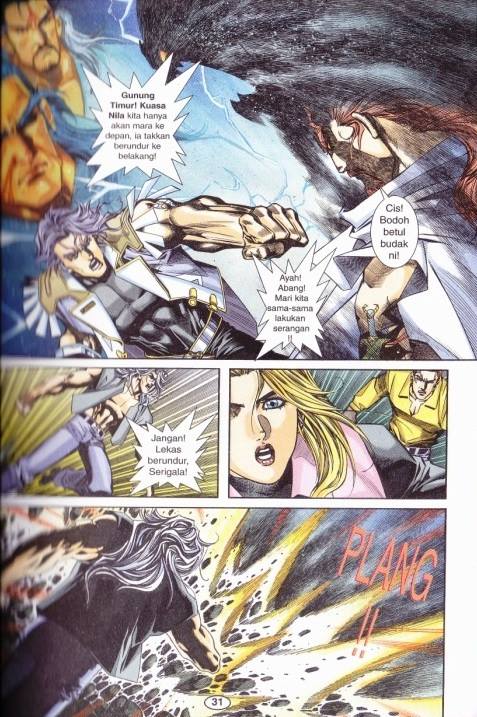 Gunung
Timur! Kuasa
Nila kita hanya
akan mara ke
depan, ia takkan
berundur ke
belakang!
Cis!
Bodoh
betul
budak
ni!
Ayah!
Abang!
Mari kita
sama-sama
lakukan
serangan
!!
Jangan!
Lekas
berundur,
Serigala!
PLANG
!!
31